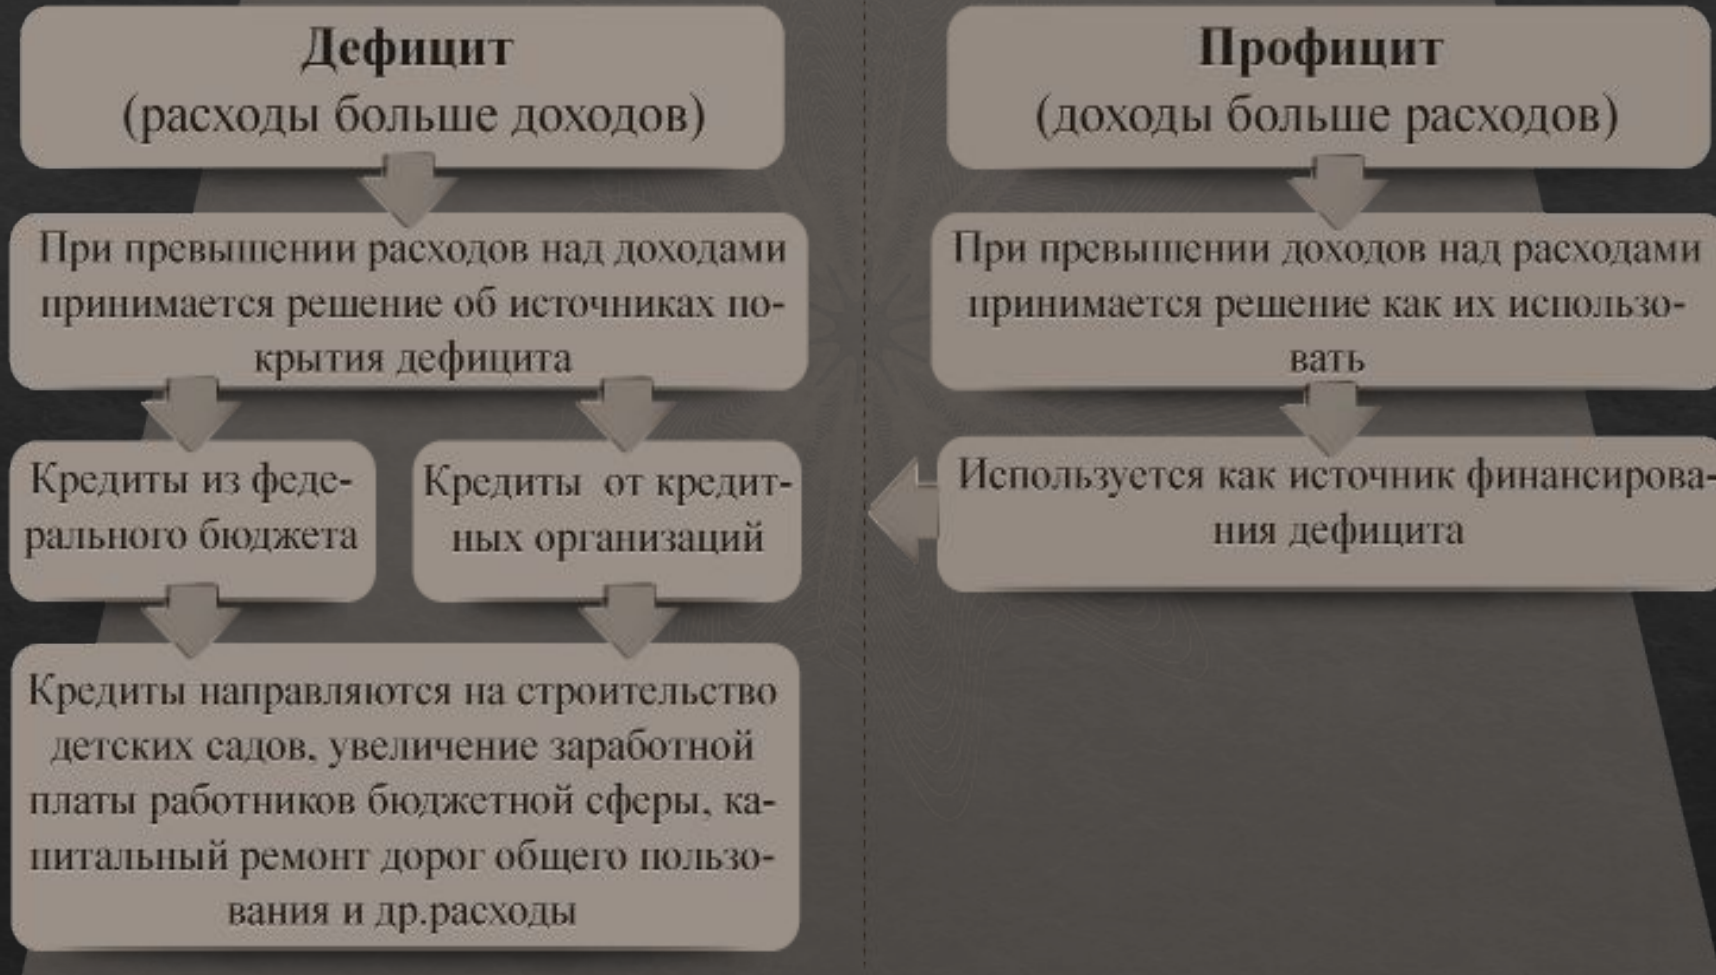 Дефицит
(расходы больше доходов)
При превышении расходов над доходами
принимается решение об источниках по-
крытия дефицита
Кредиты из феде-
рального бюджета
Кредиты от кредит-
ных организаций
Кредиты направляются на строительство
детских садов, увеличение заработной
платы работников бюджетной сферы, ка-
питальный ремонт дорог общего пользо-
вания и др.расходы
Профицит
(доходы больше расходов)
При превышении доходов над расходами
принимается решение как их использо-
вать
Используется как источник финансирова-
ния дефицита